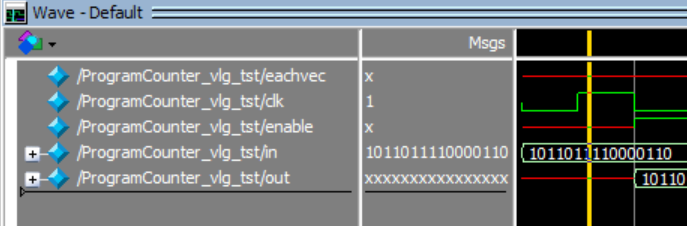 Wave - Default
Msgs
/ProgramCounter_vlg_tst/eachvec x
/ProgramCounter_vlg_tst/clk 1
/ProgramCounter_vlg_tst/enable x
/ProgramCounter_vlg_tst/in 1011011110000110 1011011110000110
/ProgramCounter_vlg_tst/out xxxxxxxxxxxxxxxx 10110